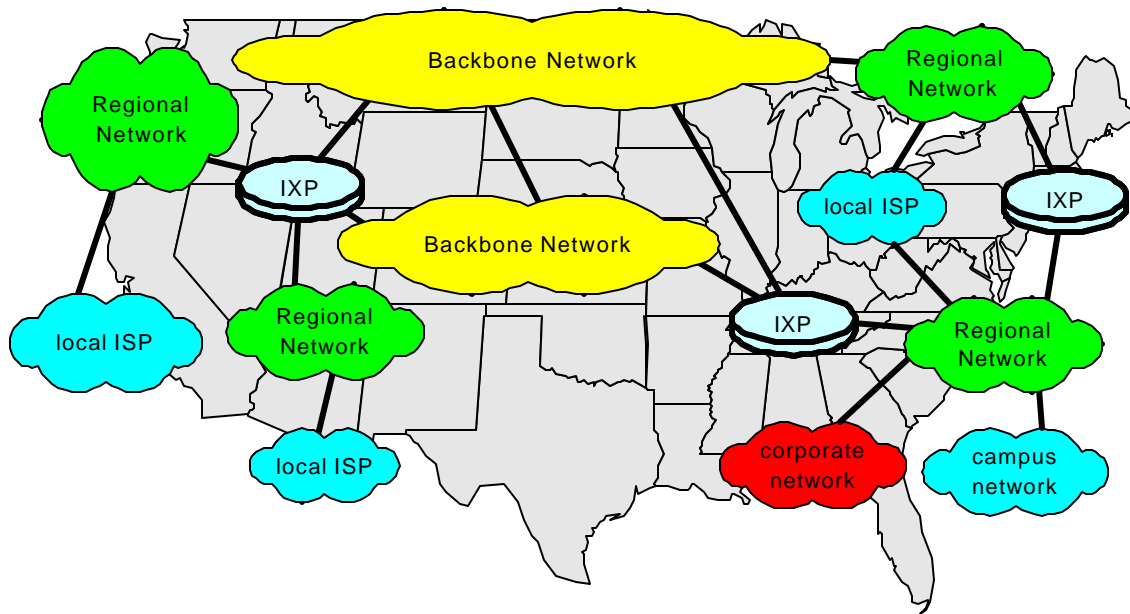 Backbone Network
Regional
Network
Regional
Network
IXP
local ISP
IXP
Backbone Network
local ISP
Regional
Network
IXP
Regional
Network
local ISP
corporate
network
campus
network